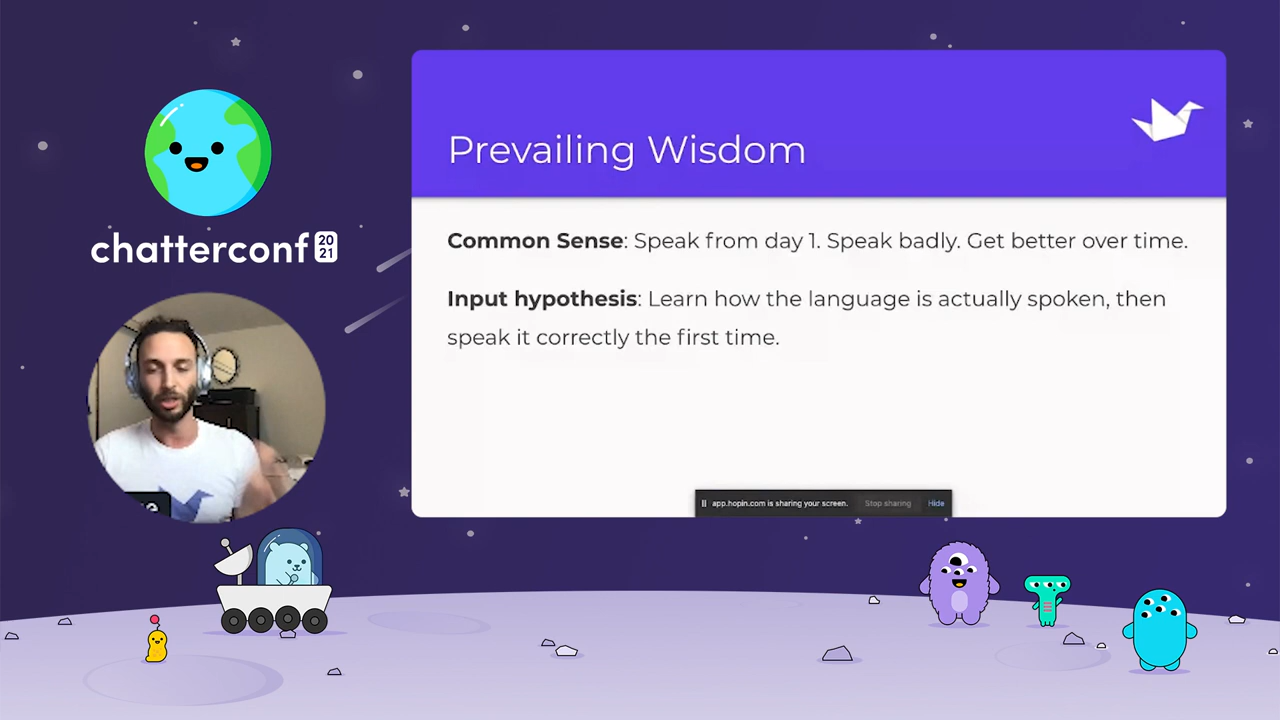 chatterconf 20
21
Prevailing Wisdom
Common Sense: Speak from day 1. Speak badly. Get better over time.
Input hypothesis: Learn how the language is actually spoken, then
speak it correctly the first time.
app.hopin.com is sharing your screen. Stop sharing Hide